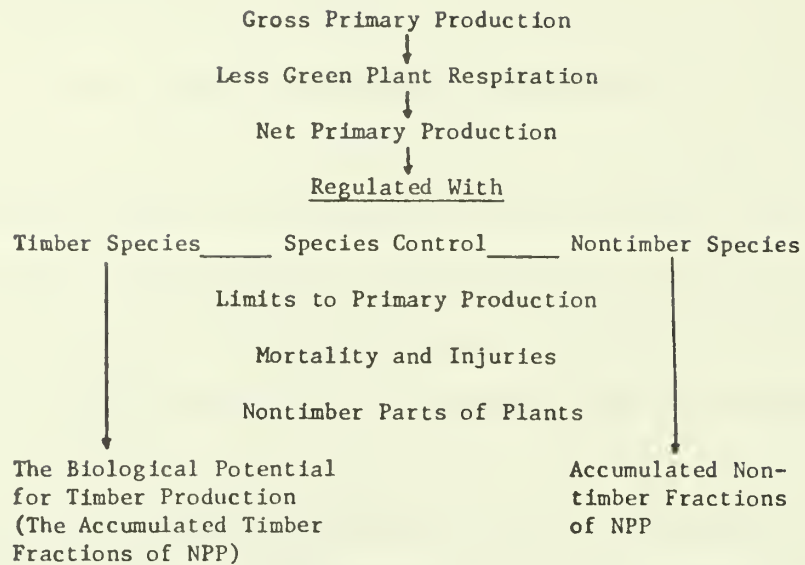 Gross Primary Production
Less Green Plant Respiration
Net Primary Production
Regulated With
Timber Species Species Control Nontimber Species
Limits to Primary Production
Mortality and Injuries
Nontimber Parts of Plants
The Biological Potential
for Timber Production
(The Accumulated Timber
Fractions of NPP)
Accumulated Non-
timber Fractions
of NPP